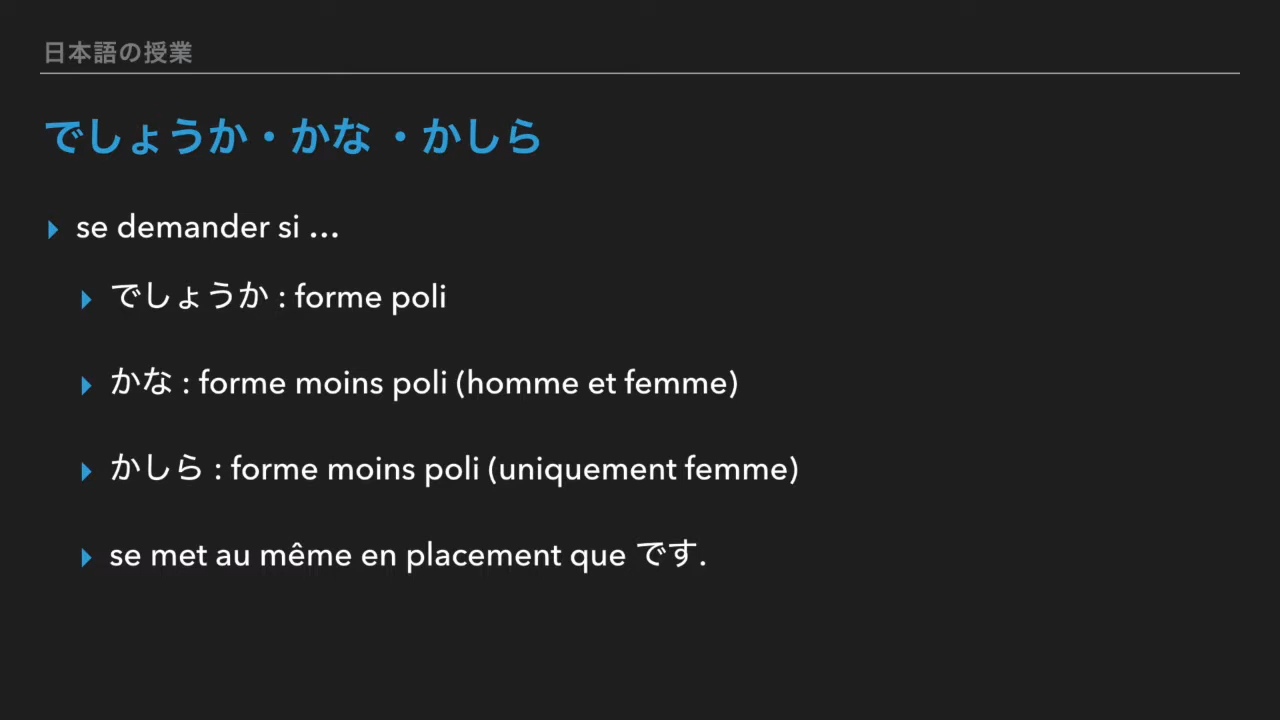 日本語の授業
でしょうか・かな ・かしら
se demander si …
でしょうか : forme poli
かな : forme moins poli (homme et femme)
かしら : forme moins poli (uniquement femme)
se met au même en placement que です.